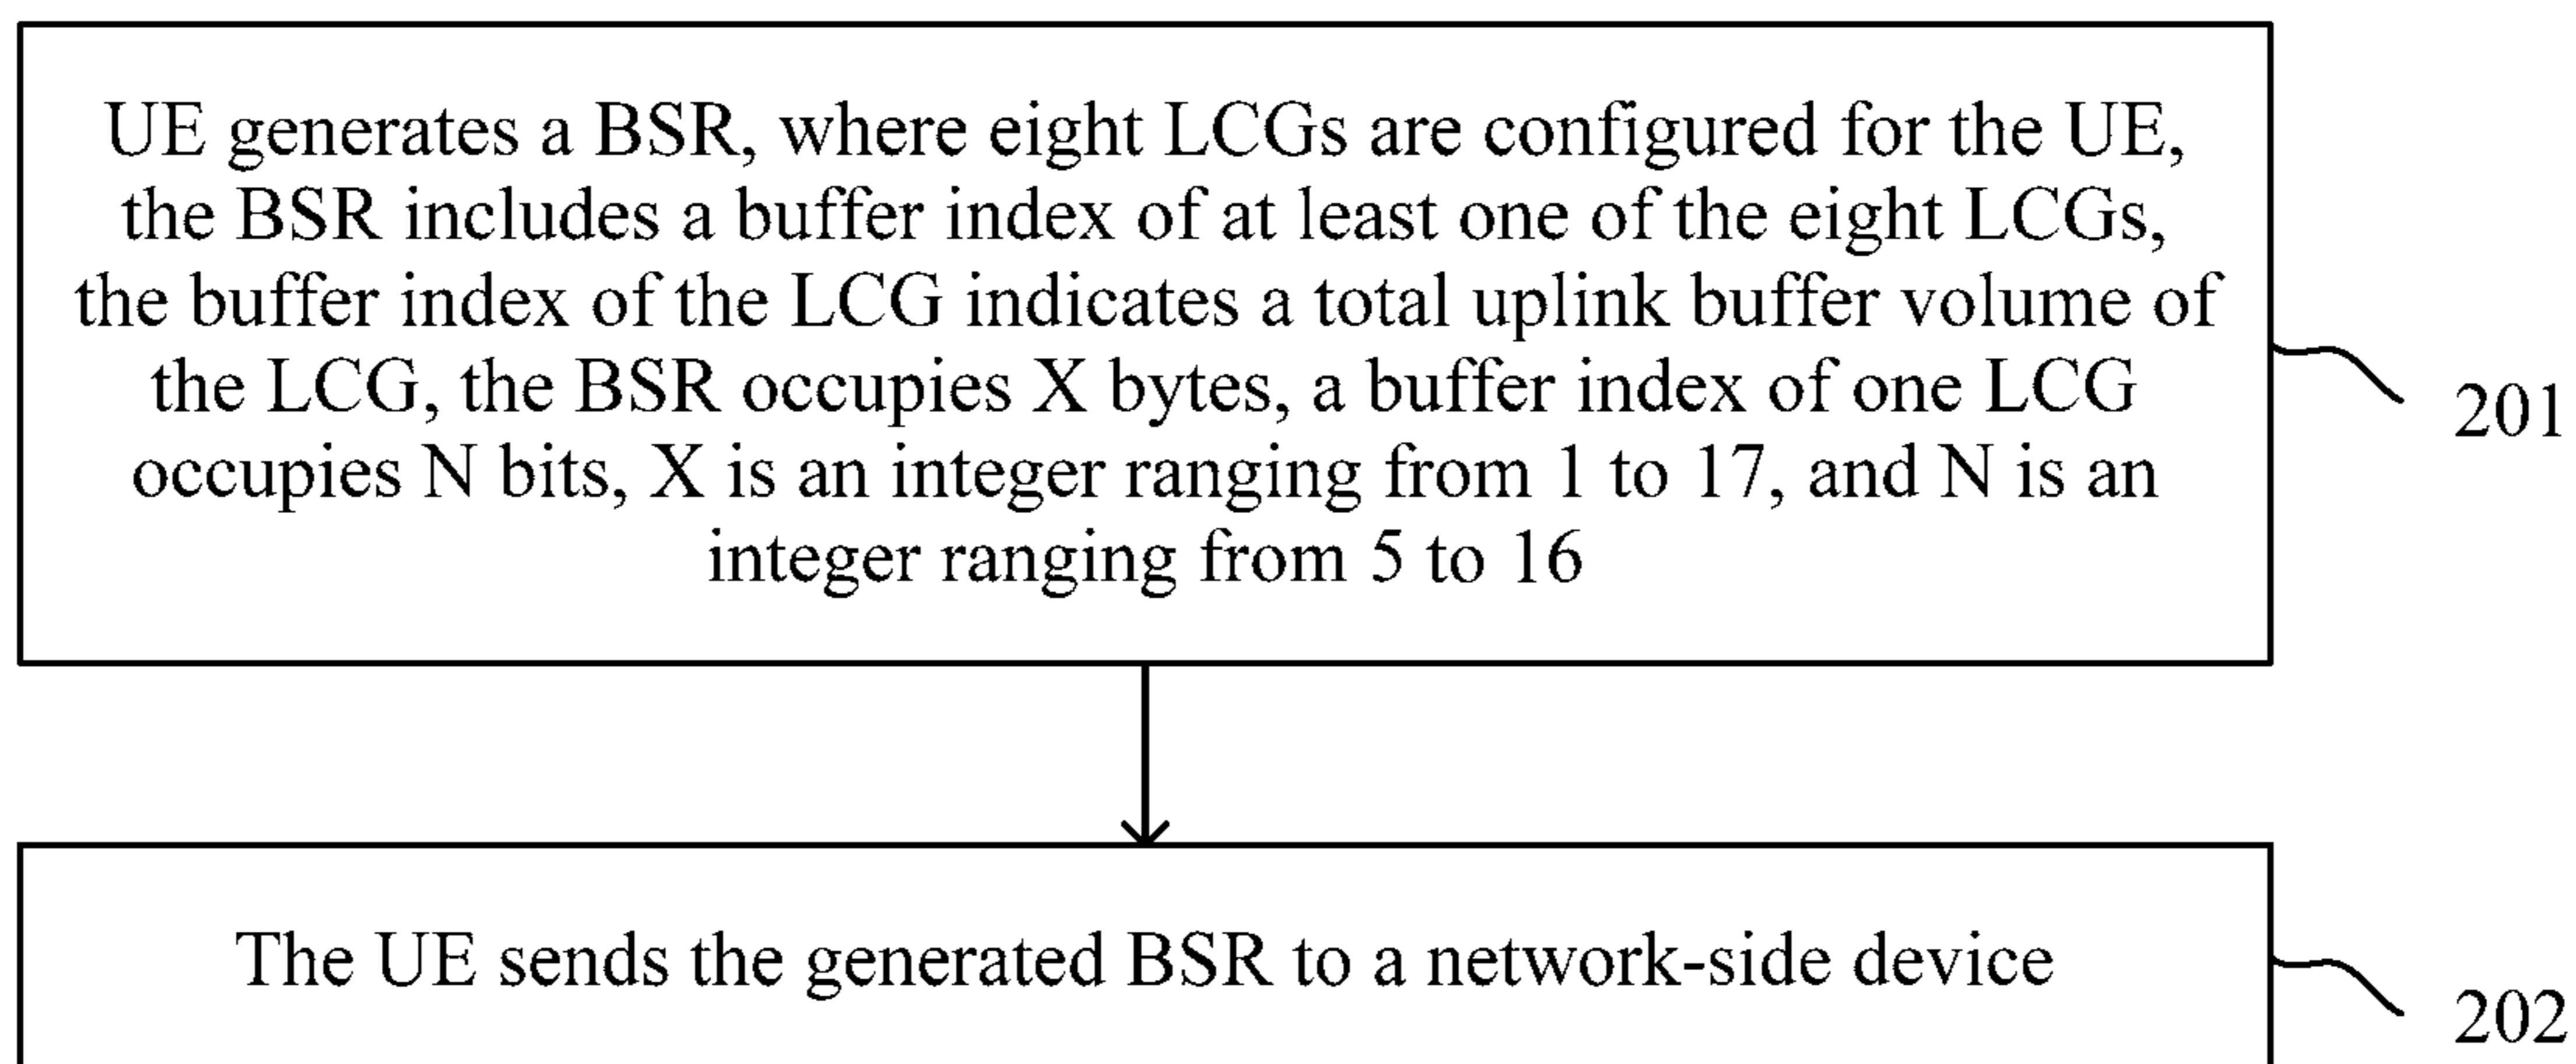 UE generates a BSR, where eight LCGs are configured for the UE,
the BSR includes a buffer index of at least one of the eight LCGs,
the buffer index of the LCG indicates a total uplink buffer volume of
the LCG, the BSR occupies X bytes, a buffer index of one LCG
occupies N bits, X is an integer ranging from 1 to 17, and N is an
integer ranging from 5 to 16
201
The UE sends the generated BSR to a network-side device
202